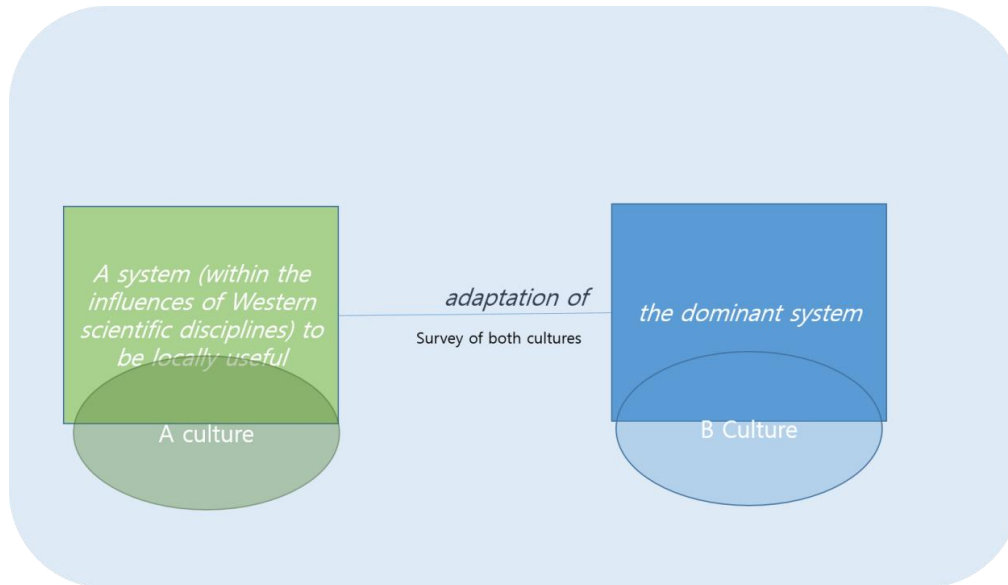 A system (within the
influences of Western
scientific disciplines) to
be locally useful
A culture
adaptation of
Survey of both cultures
the dominant system
B Culture